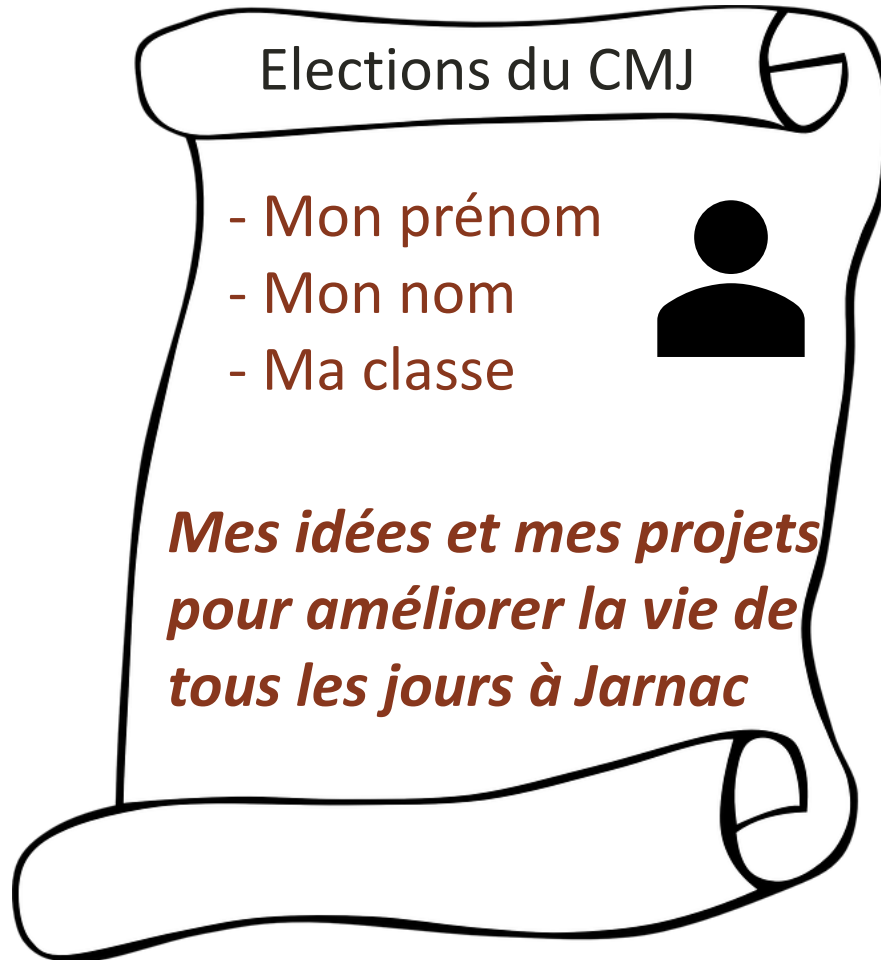 Elections du CMJ
- Mon prénom
- Mon nom
- Ma classe
Mes idées et mes projets
pour améliorer la vie de
tous les jours à Jarnac